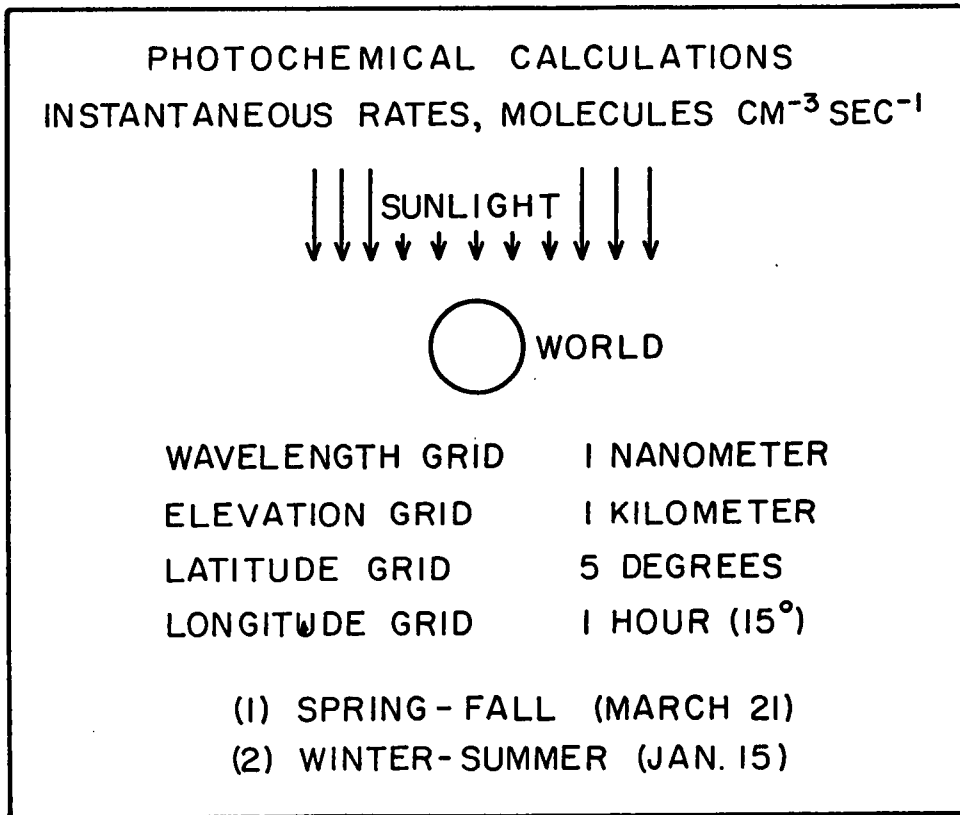 PHOTOCHEMICAL CALCULATIONS
INSTANTANEOUS RATES, MOLECULES CM⁻³ SEC⁻¹
SUNLIGHT
WORLD
WAVELENGTH GRID 1 NANOMETER
ELEVATION GRID 1 KILOMETER
LATITUDE GRID 5 DEGREES
LONGITUDE GRID 1 HOUR (15°)
(1) SPRING-FALL (MARCH 21)
(2) WINTER-SUMMER (JAN. 15)